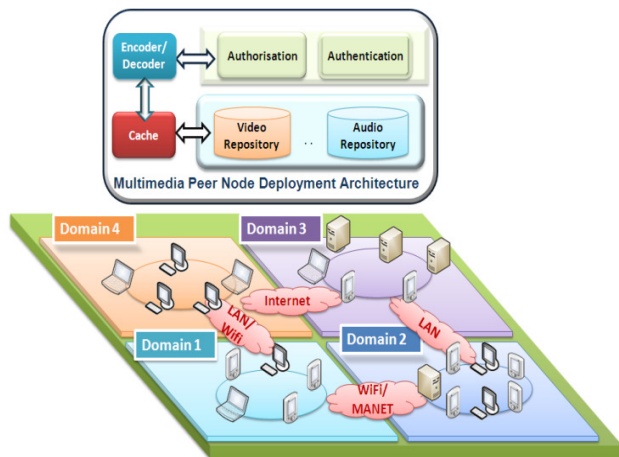 Encoder/
Decoder
Authorisation
Authentication
Cache
Video
Repository
. .
Audio
Repository
Multimedia Peer Node Deployment Architecture
Domain 4
Domain 3
Internet
LAN/
Wifi
LAN
Domain 1
Domain 2
WiFi/
MANET